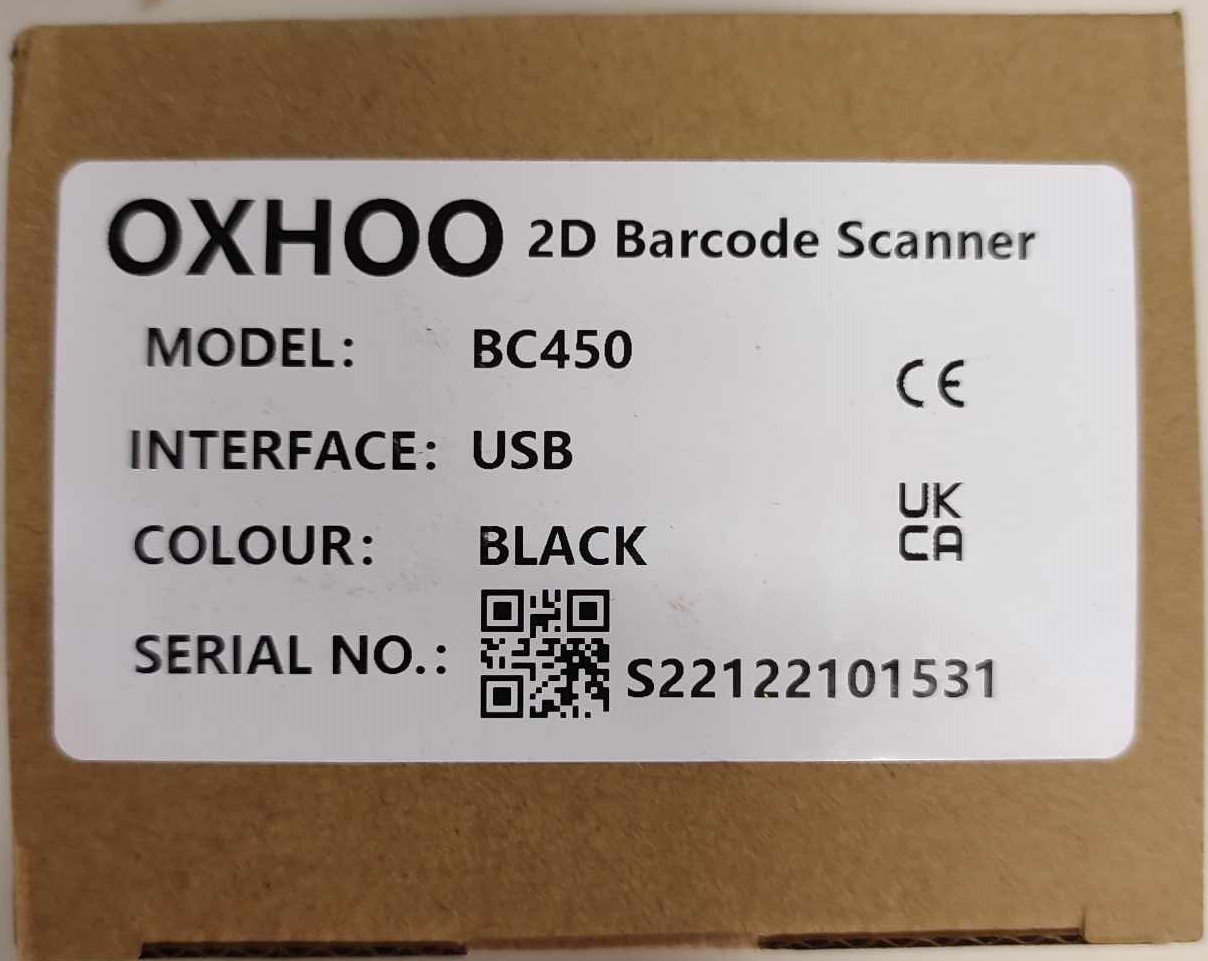 OXHOO 2D Barcode Scanner
MODEL: BC450
CE
INTERFACE: USB
UK
CA
COLOUR: BLACK
SERIAL NO.: S22122101531